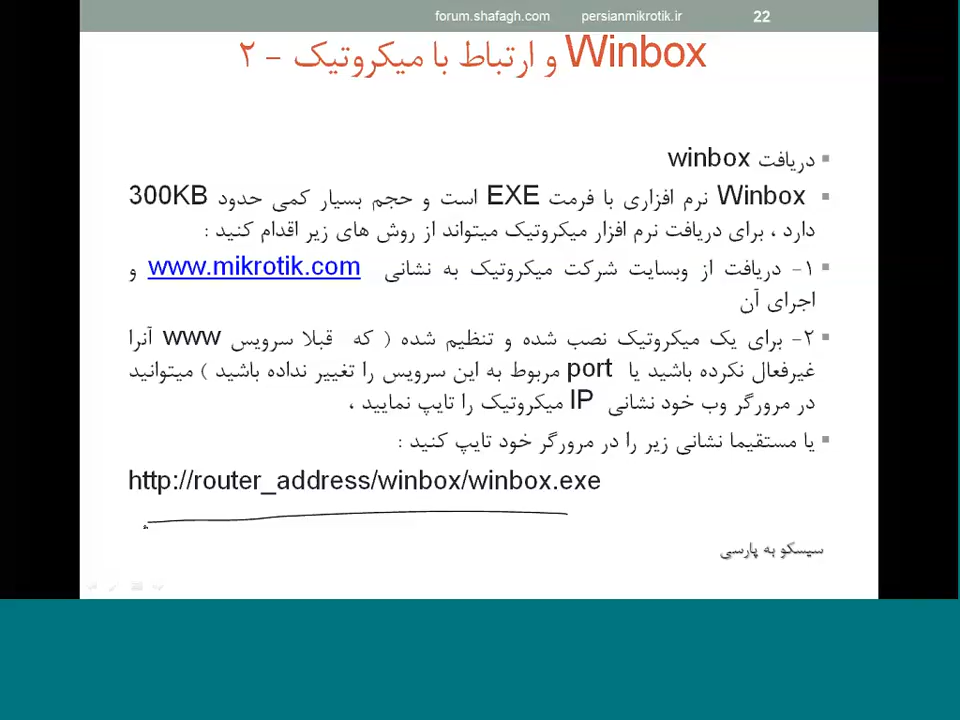 forum.shafagh.com persianmikrotik.ir 22
Winbox و ارتباط با میکروتیک – ۲
دریافت winbox
Winbox نرم افزاری با فرمت EXE است و حجم بسیار کمی حدود 300KB
دارد ، برای دریافت نرم افزار میکروتیک میتواند از روش های زیر اقدام کنید :
۱- دریافت از وبسایت شرکت میکروتیک به نشانی www.mikrotik.com و
اجرای آن
۲- برای یک میکروتیک نصب شده و تنظیم شده ( که قبلا سرویس www آنرا
غیرفعال نکرده باشید یا port مربوط به این سرویس را تغییر نداده باشید ) میتوانید
در مرورگر وب خود نشانی IP میکروتیک را تایپ نمایید ،
یا مستقیما نشانی زیر را در مرورگر خود تایپ کنید :
http://router_address/winbox/winbox.exe
سیسکو به پارسی